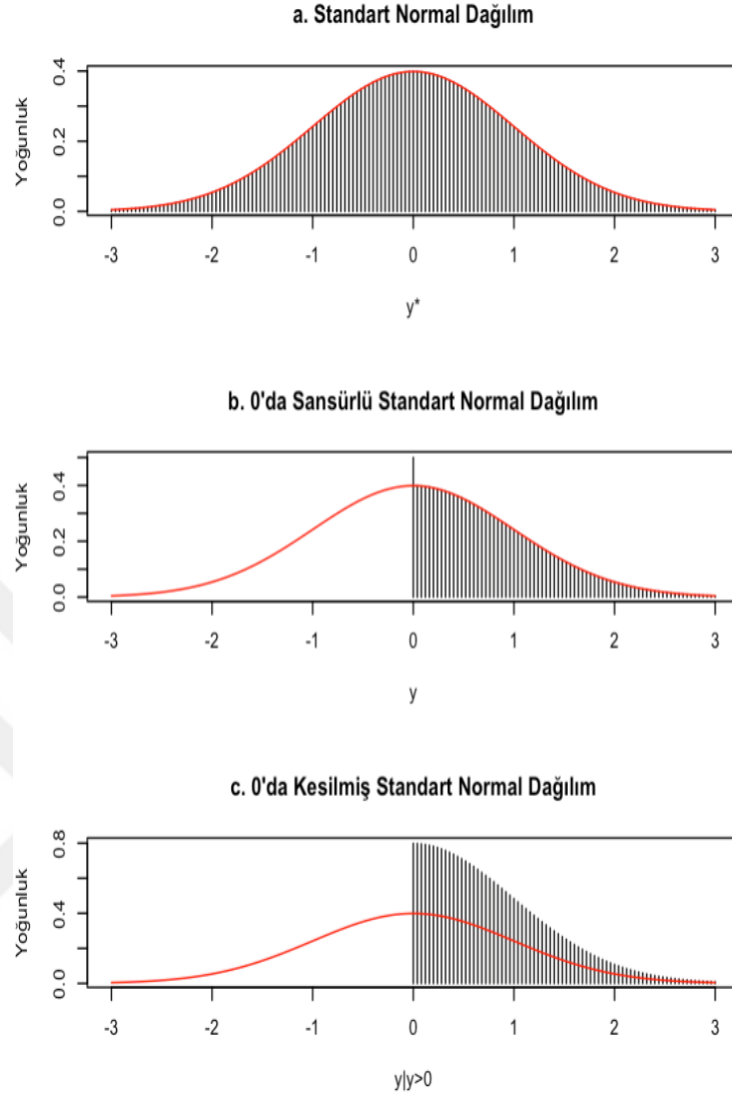 a. Standart Normal Dağılım
Yoğunluk
0.4
0.2
0.0
-3 -2 -1 0 1 2 3
y*
b. 0'da Sansürlü Standart Normal Dağılım
Yoğunluk
0.4
0.2
0.0
-3 -2 -1 0 1 2 3
y
c. 0'da Kesilmiş Standart Normal Dağılım
Yoğunluk
0.8
0.4
0.0
-3 -2 -1 0 1 2 3
y|y>0